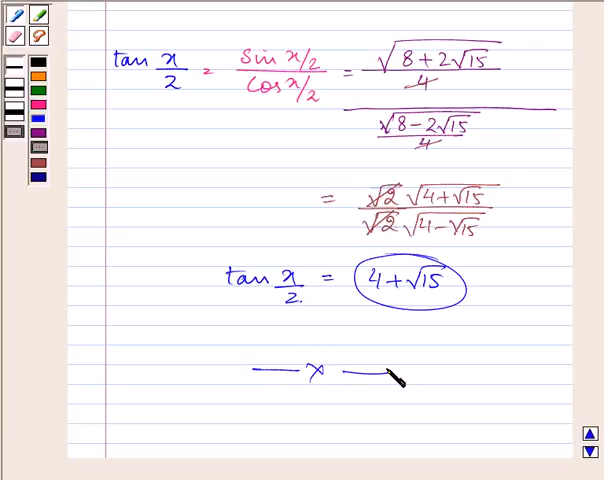 tan x/2 = sin x/2 / cos x/2 = √(8 + 2√15) / 4
√(8 - 2√15) / 4
= √2 √(4+√15) / √2 √(4-√15)
tan x/2 = 4+√15
— x —